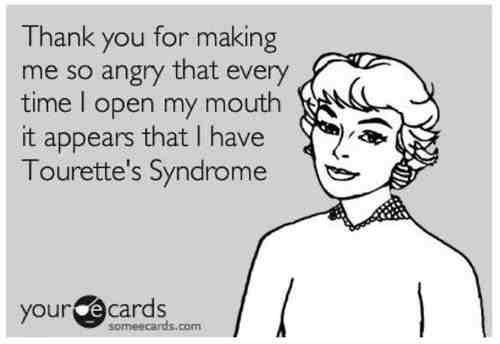 Thank you for making
me so angry that every
time I open my mouth
it appears that I have
Tourette's Syndrome
your e cards
someecards.com